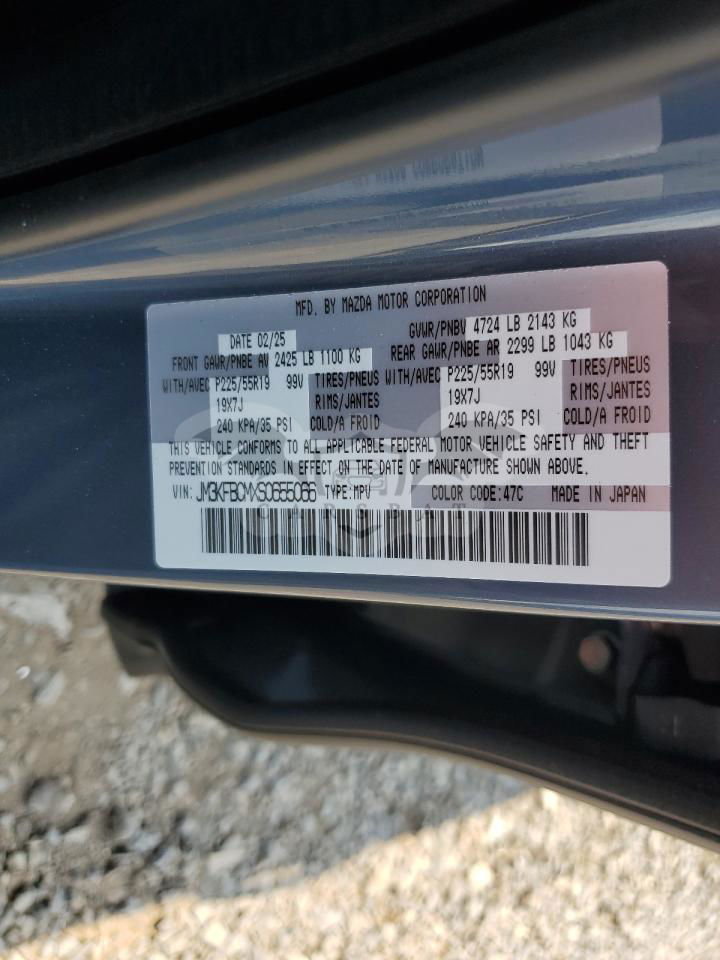 MFD. BY MAZDA MOTOR CORPORATION
DATE 02/25 GVWR/PNBV 4724 LB 2143 KG
FRONT GAWR/PNBE AV 2425 LB 1100 KG REAR GAWR/PNBE AR 2299 LB 1043 KG
WITH/AVEC P225/55R19 99V TIRES/PNEUS WITH/AVEC P225/55R19 99V TIRES/PNEUS
19X7J RIMS/JANTES 19X7J RIMS/JANTES
240 KPA/35 PSI COLD/A FROID 240 KPA/35 PSI COLD/A FROID
THIS VEHICLE CONFORMS TO ALL APPLICABLE FEDERAL MOTOR VEHICLE SAFETY AND THEFT
PREVENTION STANDARDS IN EFFECT ON THE DATE OF MANUFACTURE SHOWN ABOVE.
VIN: JM3KFBCMXS0655066 TYPE:MPV COLOR CODE:47C MADE IN JAPAN